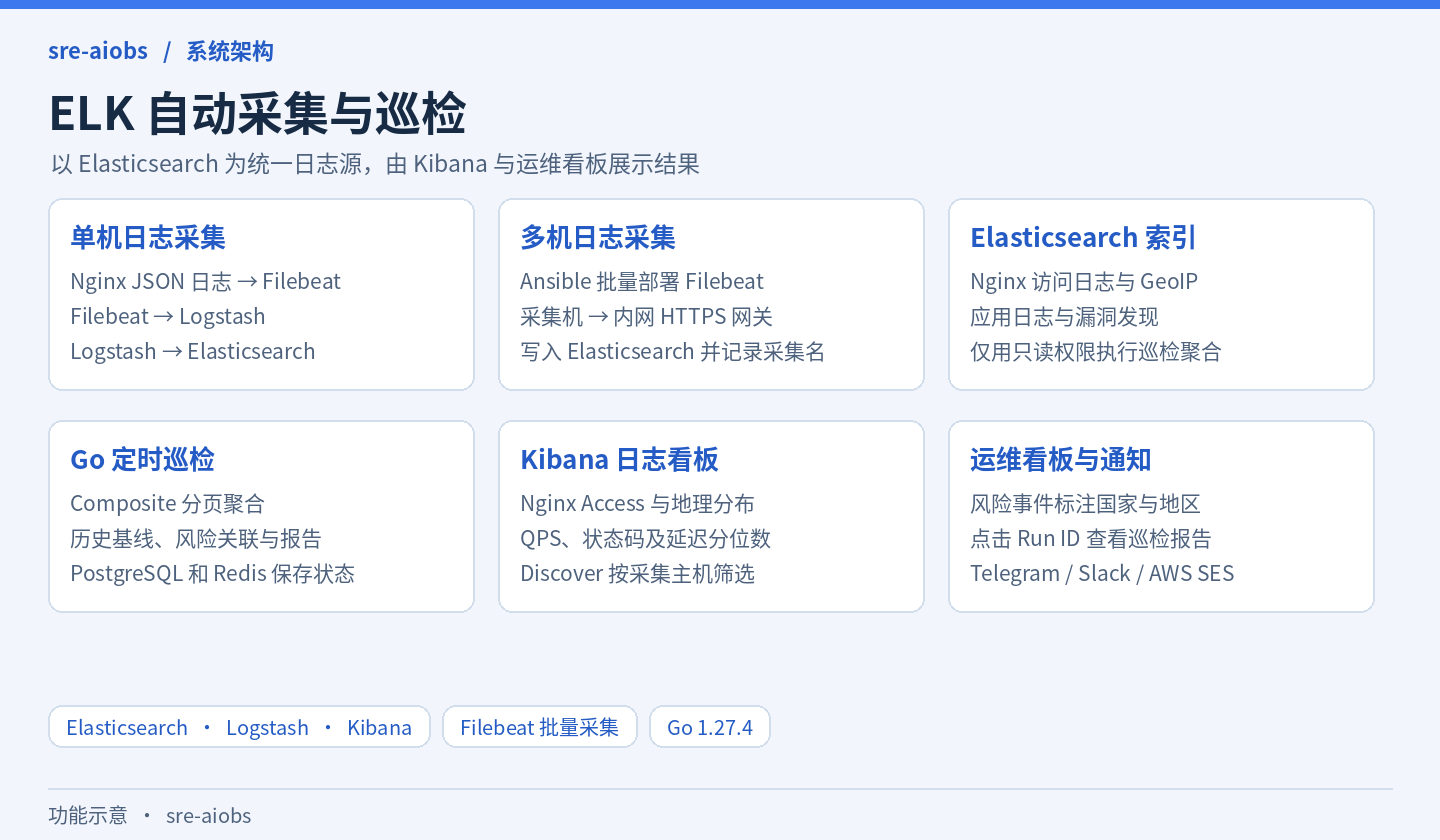 sre-aiobs / 系统架构
ELK 自动采集与巡检
以 Elasticsearch 为统一日志源，由 Kibana 与运维看板展示结果
单机日志采集
Nginx JSON 日志 → Filebeat
Filebeat → Logstash
Logstash → Elasticsearch
多机日志采集
Ansible 批量部署 Filebeat
采集机 → 内网 HTTPS 网关
写入 Elasticsearch 并记录采集名
Elasticsearch 索引
Nginx 访问日志与 GeoIP
应用日志与漏洞发现
仅用只读权限执行巡检聚合
Go 定时巡检
Composite 分页聚合
历史基线、风险关联与报告
PostgreSQL 和 Redis 保存状态
Kibana 日志看板
Nginx Access 与地理分布
QPS、状态码及延迟分位数
Discover 按采集主机筛选
运维看板与通知
风险事件标注国家与地区
点击 Run ID 查看巡检报告
Telegram / Slack / AWS SES
Elasticsearch · Logstash · Kibana
Filebeat 批量采集
Go 1.27.4
功能示意 · sre-aiobs